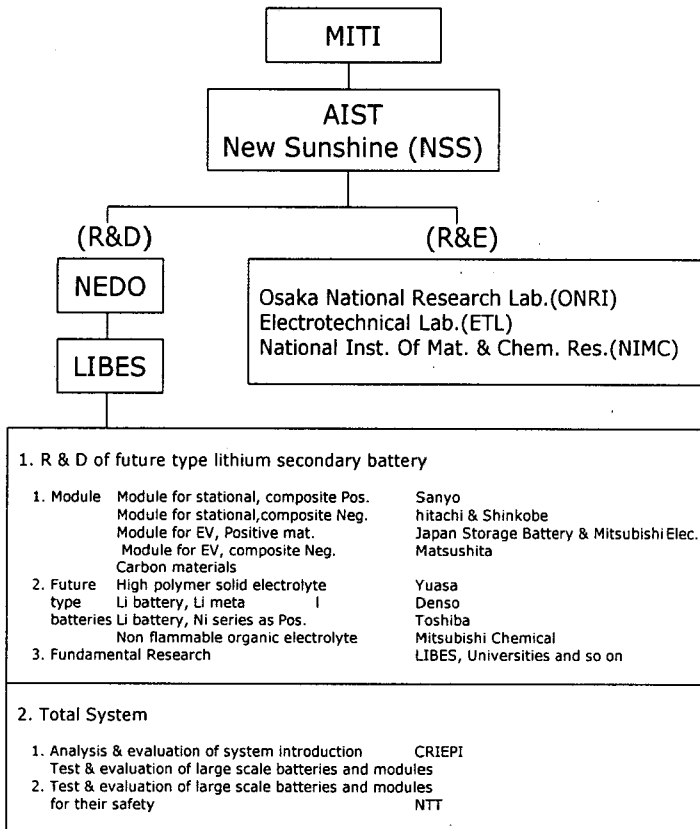 MITI
AIST
New Sunshine (NSS)
(R&D)
(R&E)
NEDO
Osaka National Research Lab.(ONRI)
Electrotechnical Lab.(ETL)
National Inst. Of Mat. & Chem. Res.(NIMC)
LIBES
1. R & D of future type lithium secondary battery
1. Module Module for stational, composite Pos. Sanyo
Module for stational,composite Neg. hitachi & Shinkobe
Module for EV, Positive mat. Japan Storage Battery & Mitsubishi Elec.
Module for EV, composite Neg. Matsushita
Carbon materials
2. Future High polymer solid electrolyte Yuasa
type Li battery, Li meta l Denso
batteries Li battery, Ni series as Pos. Toshiba
Non flammable organic electrolyte Mitsubishi Chemical
3. Fundamental Research LIBES, Universities and so on
2. Total System
1. Analysis & evaluation of system introduction CRIEPI
Test & evaluation of large scale batteries and modules
2. Test & evaluation of large scale batteries and modules
for their safety NTT